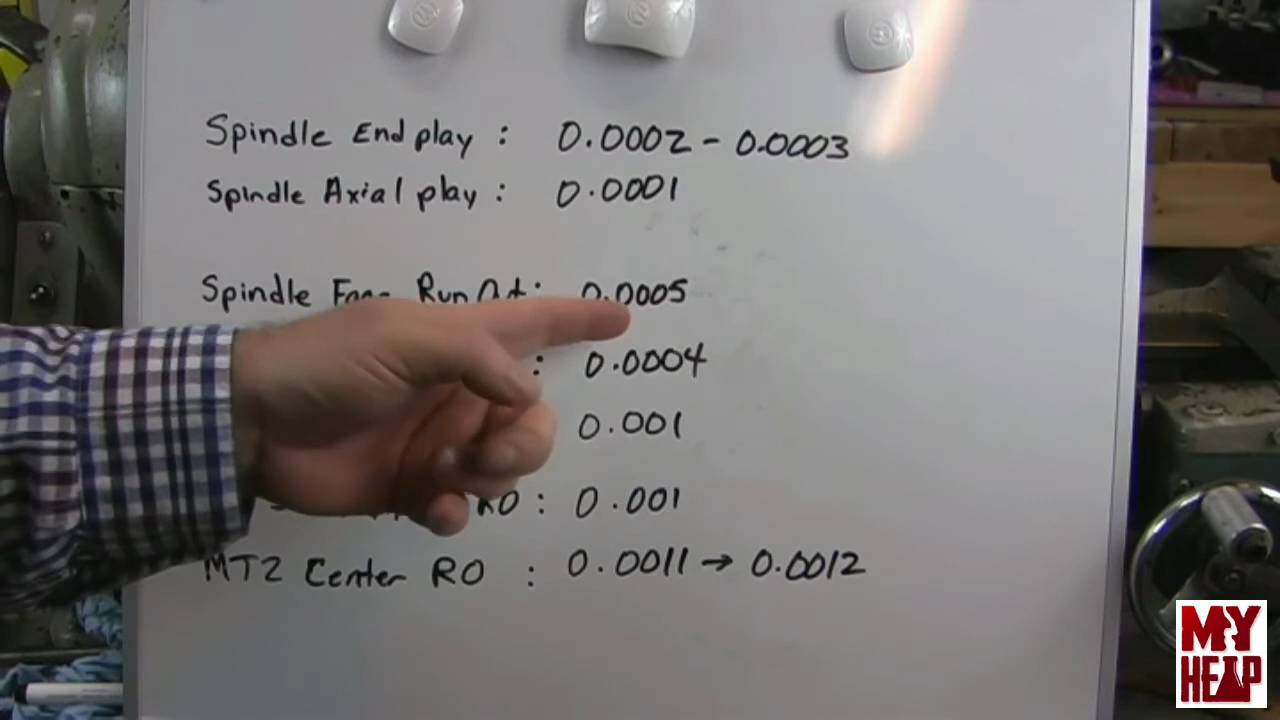 Spindle End play : 0.0002 - 0.0003
Spindle Axial play : 0.0001
Spindle Run Out : 0.0005
: 0.0004
0.001
RO : 0.001
MT2 Center RO : 0.0011 → 0.0012
MY HEAP